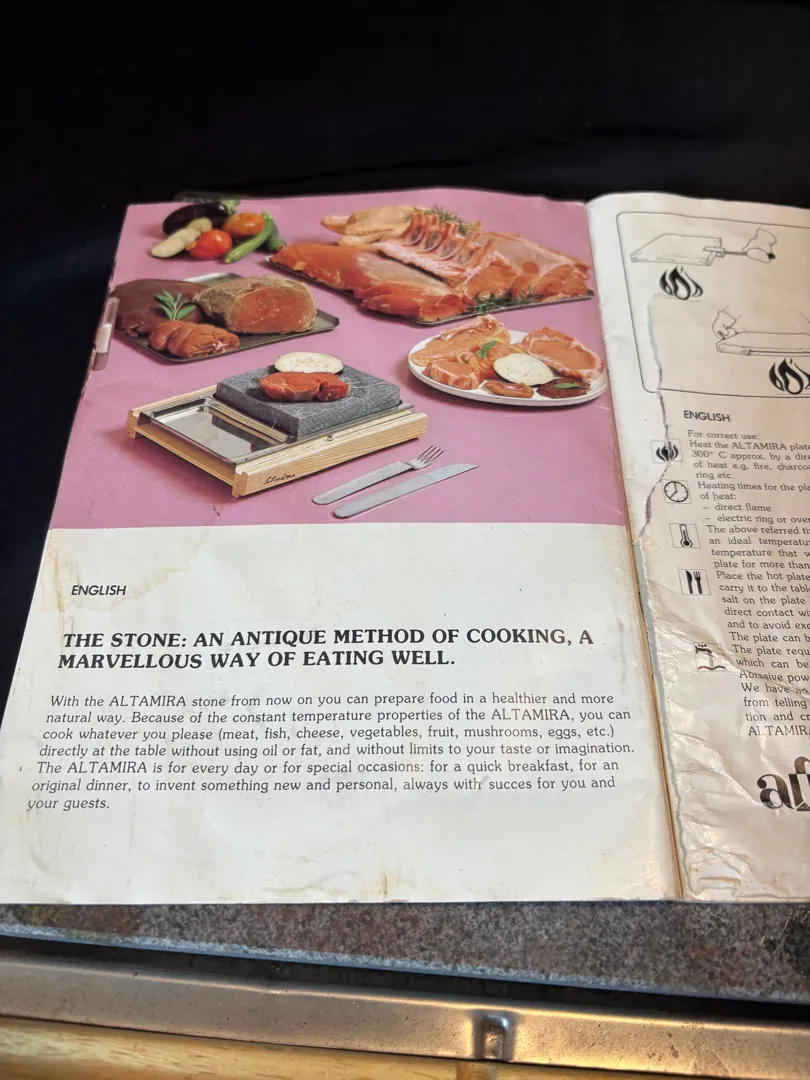 Altamira
ENGLISH
THE STONE: AN ANTIQUE METHOD OF COOKING, A
MARVELLOUS WAY OF EATING WELL.
With the ALTAMIRA stone from now on you can prepare food in a healthier and more
natural way. Because of the constant temperature properties of the ALTAMIRA, you can
cook whatever you please (meat, fish, cheese, vegetables, fruit, mushrooms, eggs, etc.)
directly at the table without using oil or fat, and without limits to your taste or imagination.
The ALTAMIRA is for every day or for special occasions: for a quick breakfast, for an
original dinner, to invent something new and personal, always with succes for you and
your guests.
ENGLISH
For correct use:
Heat the ALTAMIRA plate
300° C approx. by a dire
of heat e.g. fire, charco
ring etc.
Heating times for the pla
of heat:
– direct flame
– electric ring or ove
The above referred ti
an ideal temperatu
temperature that w
plate for more than
Place the hot plate
carry it to the table
salt on the plate
direct contact wi
and to avoid exc
The plate can b
The plate requ
which can be
Abrasive pow
We have no
from telling
tion and cr
ALTAMIRA
af